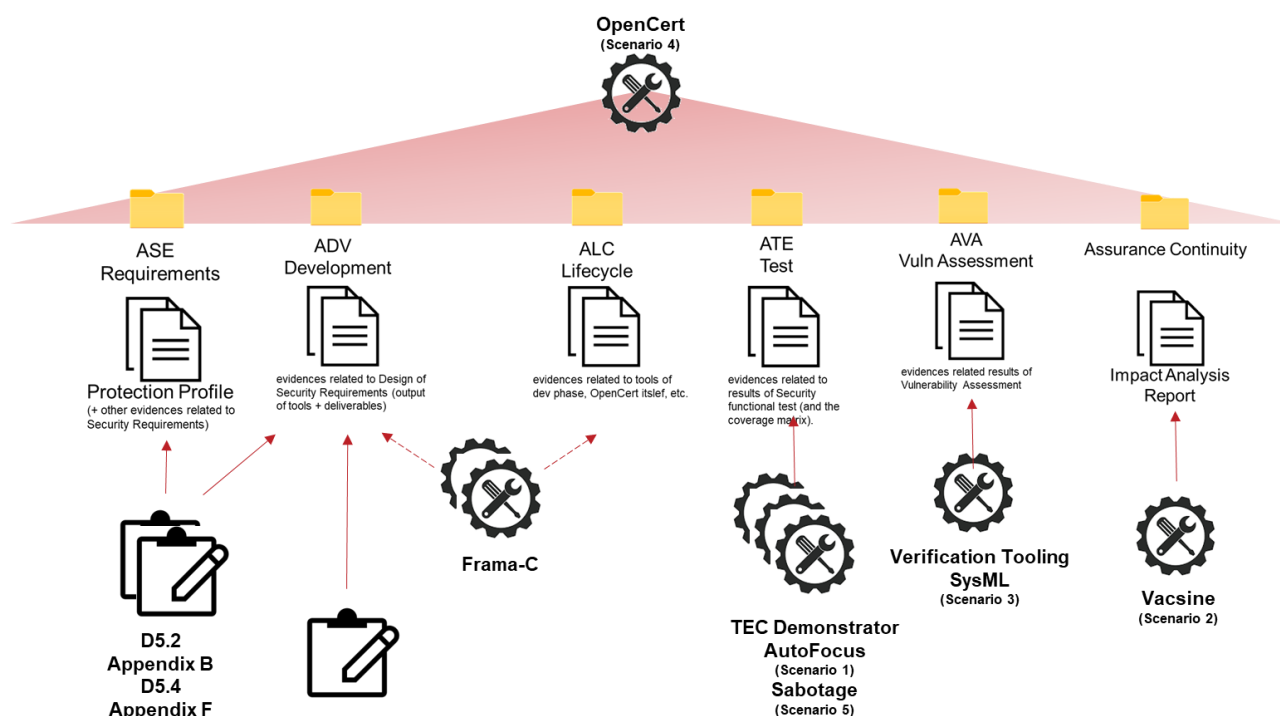 OpenCert
(Scenario 4)
ASE
Requirements
ADV
Development
ALC
Lifecycle
ATE
Test
AVA
Vuln Assessment
Assurance Continuity
Protection Profile
(+ other evidences related to
Security Requirements)
evidences related to Design of
Security Requirements (output
of tools + deliverables)
evidences related to tools of
dev phase, OpenCert itslef, etc.
evidences related to
results of Security
functional test (and the
coverage matrix).
evidences related results of
Vulnerability Assessment
Impact Analysis
Report
D5.2
Appendix B
D5.4
Appendix F
Frama-C
TEC Demonstrator
AutoFocus
(Scenario 1)
Sabotage
(Scenario 5)
Verification Tooling
SysML
(Scenario 3)
Vacsine
(Scenario 2)